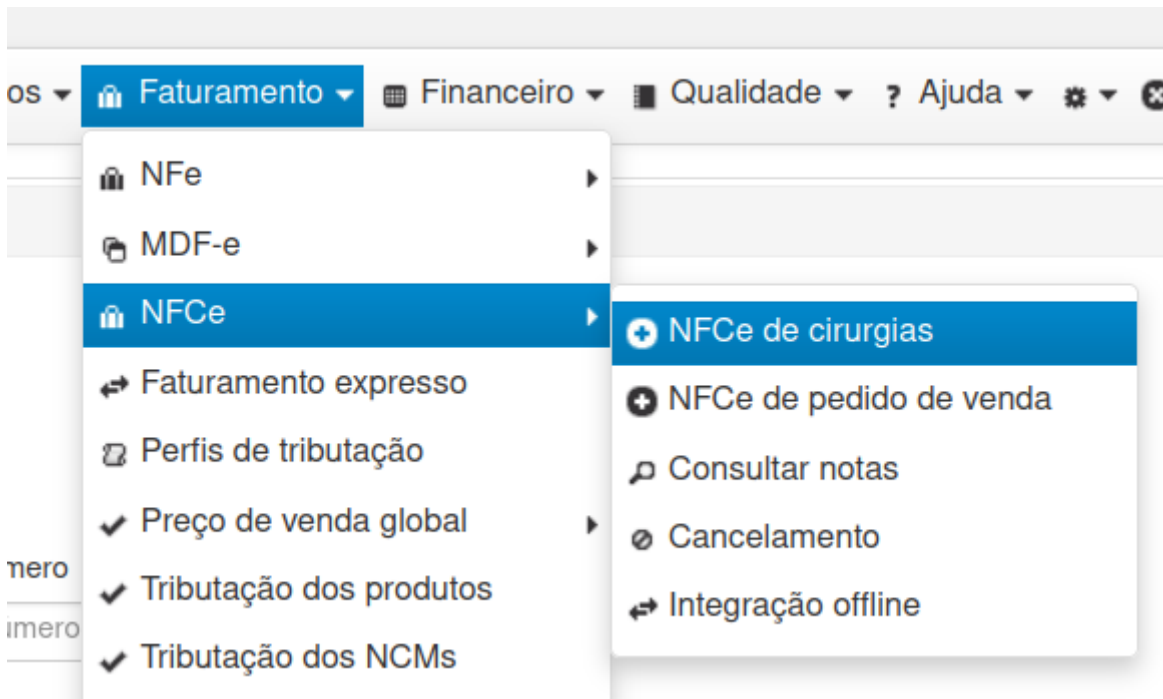 os Faturamento Financeiro Qualidade ? Ajuda
NFe
MDF-e
NFCe
Faturamento expresso
Perfis de tributação
Preço de venda global
Tributação dos produtos
Tributação dos NCMs
NFCe de cirurgias
NFCe de pedido de venda
Consultar notas
Cancelamento
Integração offline
mero
úmero